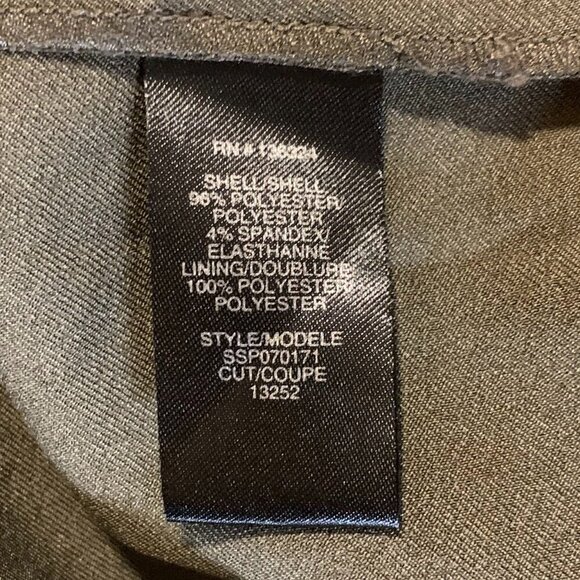 RN # 136924
SHELL/SHELL
96% POLYESTER/
POLYESTER
4% SPANDEX/
ELASTHANNE
LINING/DOUBLURE
100% POLYESTER/
POLYESTER
STYLE/MODELE
SSP070171
CUT/COUPE
13252